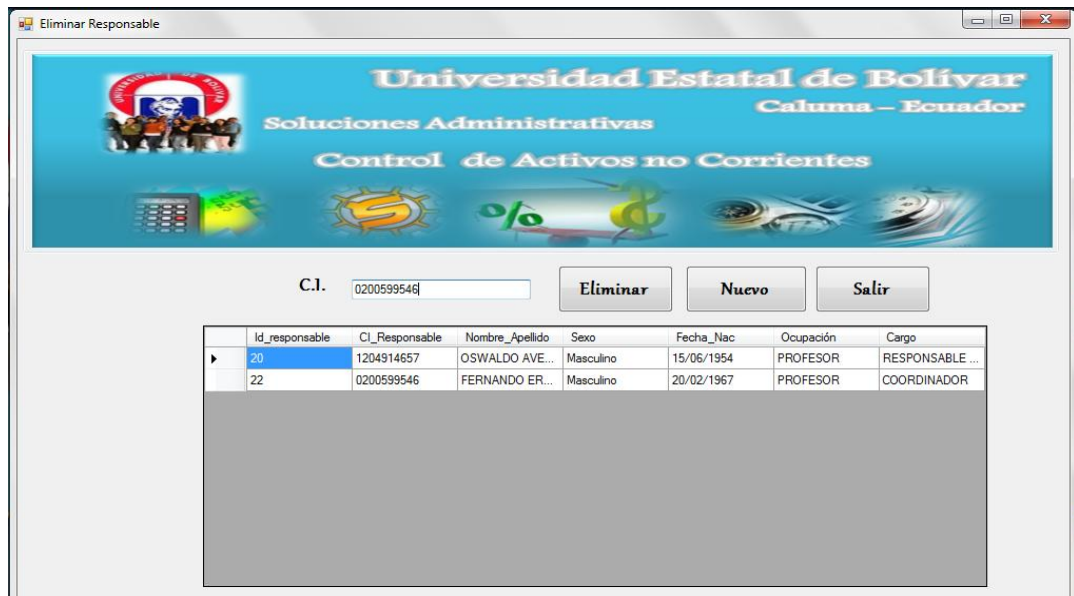 Eliminar Responsable
Universidad Estatal de Bolívar
Caluma – Ecuador
Soluciones Administrativas
Control de Activos no Corrientes
%
C.I. 0200599546 Eliminar Nuevo Salir
Id_responsable CI_Responsable Nombre_Apellido Sexo Fecha_Nac Ocupación Cargo
20 1204914657 OSWALDO AVE... Masculino 15/06/1954 PROFESOR RESPONSABLE ...
22 0200599546 FERNANDO ER... Masculino 20/02/1967 PROFESOR COORDINADOR